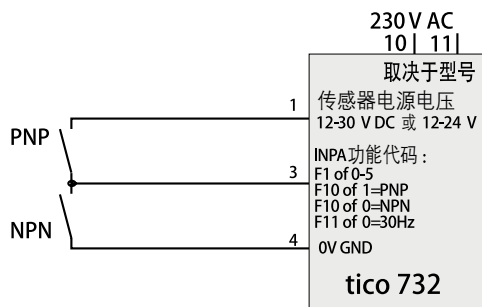 230 V AC
10 11
取决于型号
1
传感器电源电压
12-30 V DC 或 12-24 V
PNP
INPA功能代码：
F1 of 0-5
3
F10 of 1=PNP
F10 of 0=NPN
F11 of 0=30Hz
NPN
4
0V GND
tico 732